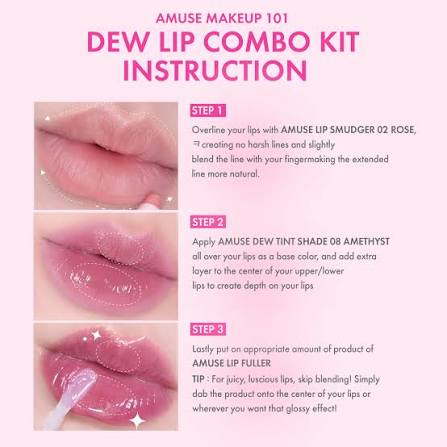 AMUSE MAKEUP 101
DEW LIP COMBO KIT
INSTRUCTION
STEP 1
Overline your lips with AMUSE LIP SMUDGER 02 ROSE,
ㅋcreating no harsh lines and slightly
blend the line with your fingermaking the extended
line more natural.
STEP 2
Apply AMUSE DEW TINT SHADE 08 AMETHYST
all over your lips as a base color, and add extra
layer to the center of your upper/lower
lips to create depth on your lips
STEP 3
Lastly put on appropriate amount of product of
AMUSE LIP FULLER
TIP : For juicy, luscious lips, skip blending! Simply
dab the product onto the center of your lips or
wherever you want that glossy effect!